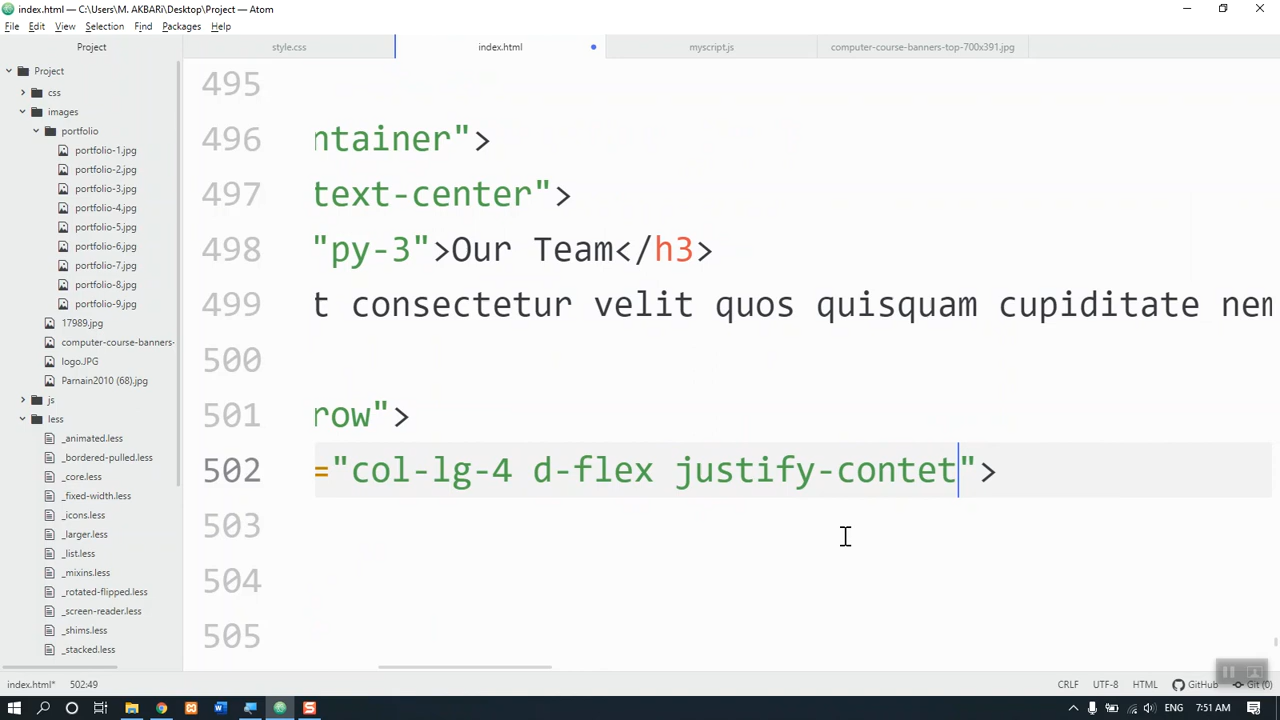 index.html — C:\Users\M. AKBARi\Desktop\Project — Atom
File Edit View Selection Find Packages Help
Project
style.css
index.html
myscript.js
computer-course-banners-top-700x391.jpg
Project
css
images
portfolio
portfolio-1.jpg
portfolio-2.jpg
portfolio-3.jpg
portfolio-4.jpg
portfolio-5.jpg
portfolio-6.jpg
portfolio-7.jpg
portfolio-8.jpg
portfolio-9.jpg
17989.jpg
computer-course-banners-
logo.JPG
Parnain2010 (68).jpg
js
less
_animated.less
_bordered-pulled.less
_core.less
_fixed-width.less
_icons.less
_larger.less
_list.less
_mixins.less
_rotated-flipped.less
_screen-reader.less
_shims.less
_stacked.less
495
496 ntainer">
497 text-center">
498 "py-3">Our Team</h3>
499 t consectetur velit quos quisquam cupiditate nem
500
501 row">
502 ="col-lg-4 d-flex justify-contet">
503
504
505
index.html* 502:49 CRLF UTF-8 HTML GitHub Git (0)
ENG 7:51 AM